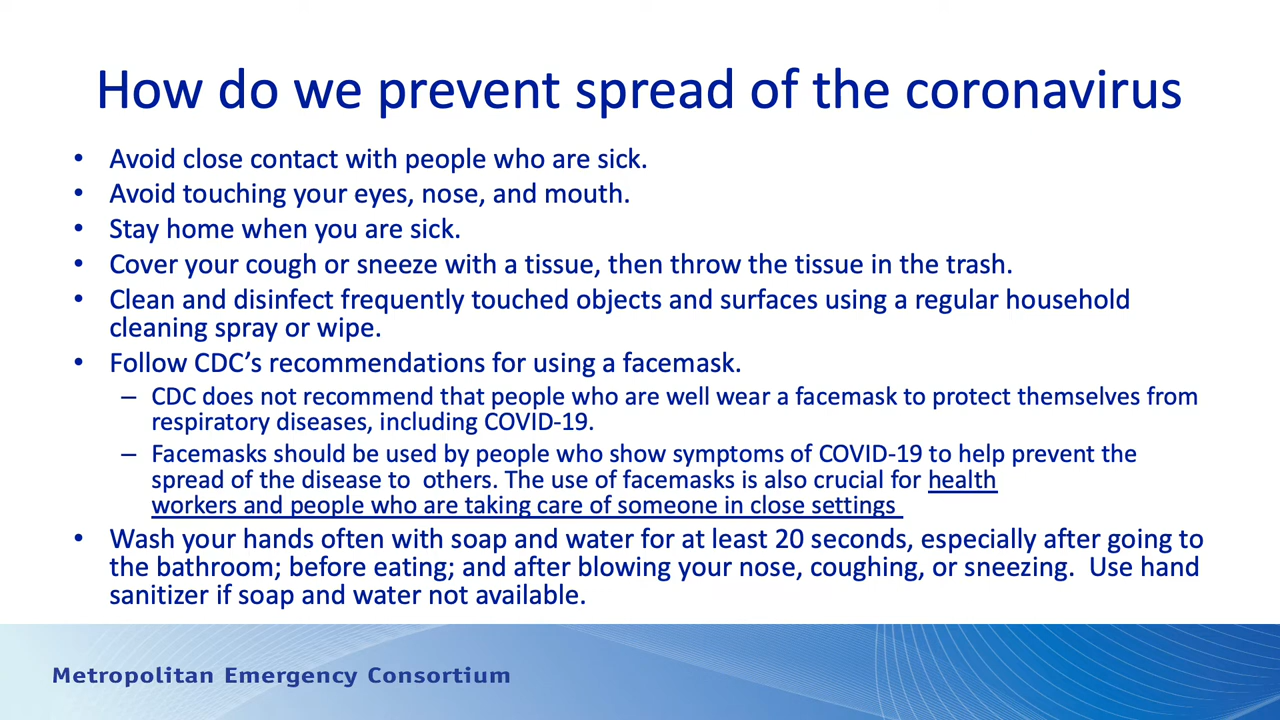 How do we prevent spread of the coronavirus
• Avoid close contact with people who are sick.
• Avoid touching your eyes, nose, and mouth.
• Stay home when you are sick.
• Cover your cough or sneeze with a tissue, then throw the tissue in the trash.
• Clean and disinfect frequently touched objects and surfaces using a regular household
cleaning spray or wipe.
• Follow CDC’s recommendations for using a facemask.
– CDC does not recommend that people who are well wear a facemask to protect themselves from
respiratory diseases, including COVID-19.
– Facemasks should be used by people who show symptoms of COVID-19 to help prevent the
spread of the disease to  others. The use of facemasks is also crucial for health
workers and people who are taking care of someone in close settings
• Wash your hands often with soap and water for at least 20 seconds, especially after going to
the bathroom; before eating; and after blowing your nose, coughing, or sneezing.  Use hand
sanitizer if soap and water not available.
Metropolitan Emergency Consortium